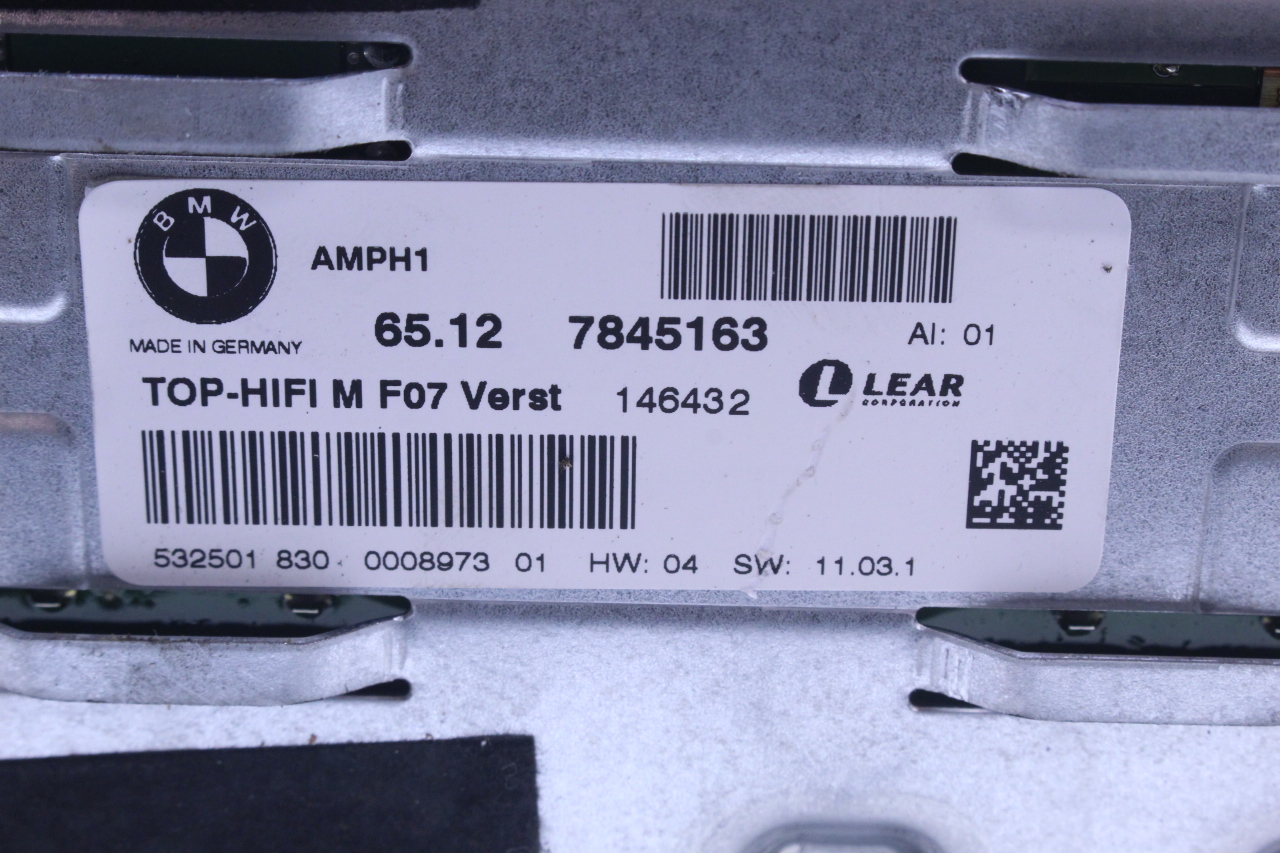 BMW
AMPH1
65.12 7845163 AI: 01
MADE IN GERMANY
TOP-HIFI M F07 Verst 146432 LEAR
CORPORATION
532501 830 0008973 01 HW: 04 SW: 11.03.1